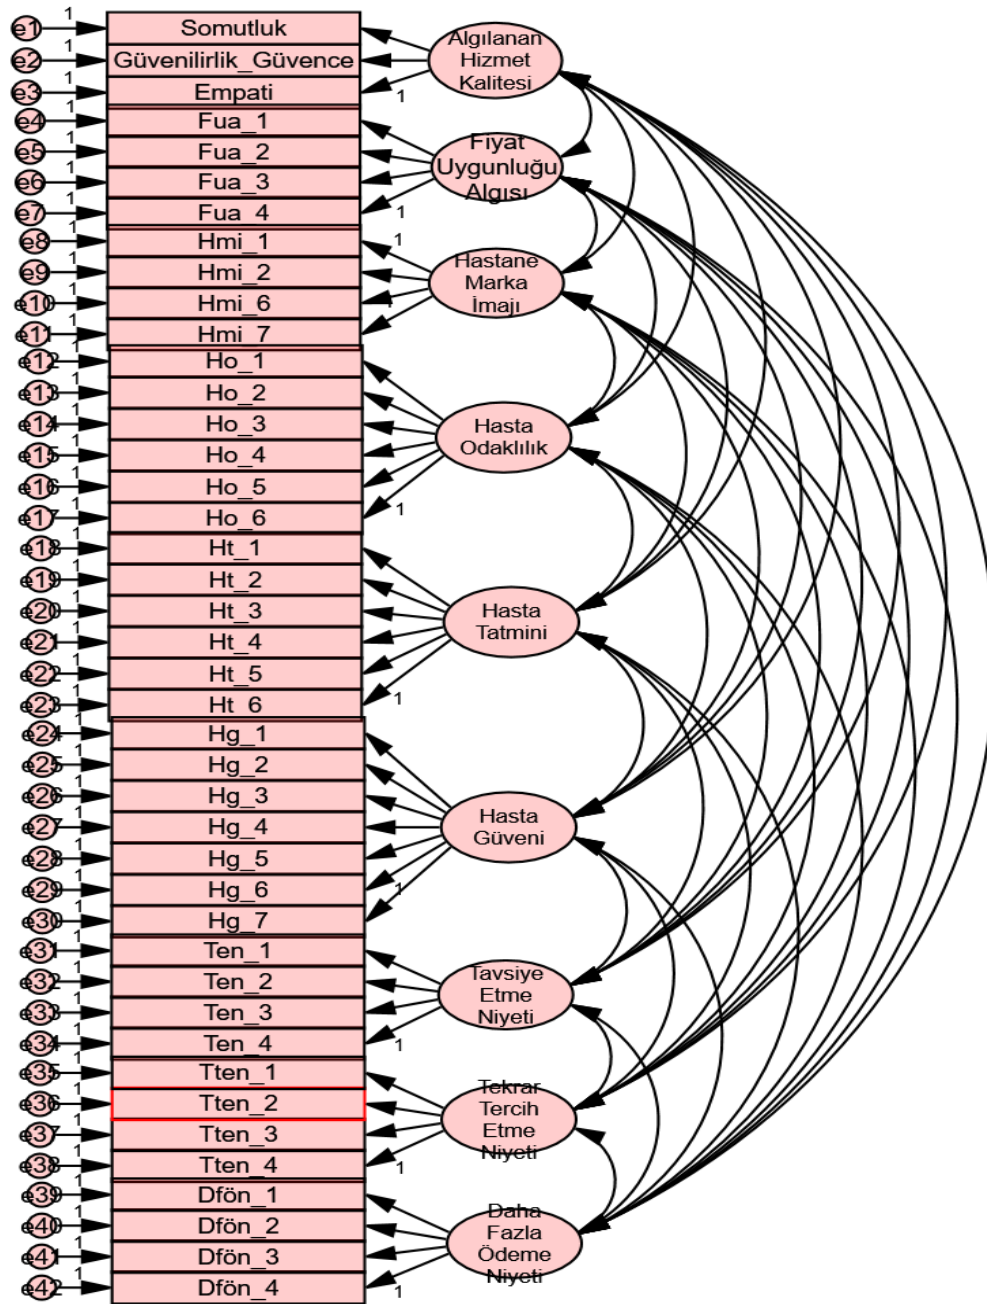 e1 1 Somutluk
e2 1 Güvenilirlik_Güvence
e3 1 Empati
Algılanan
Hizmet
Kalitesi
1
e4 1 Fua_1
e5 1 Fua_2
e6 1 Fua_3
e7 1 Fua_4
Fiyat
Uygunluğu
Algısı
1
e8 1 Hmi_1
e9 1 Hmi_2
e10 1 Hmi_6
e11 1 Hmi_7
Hastane
Marka
İmajı
1
e12 1 Ho_1
e13 1 Ho_2
e14 1 Ho_3
e15 1 Ho_4
e16 1 Ho_5
e17 1 Ho_6
Hasta
Odaklılık
1
e18 1 Ht_1
e19 1 Ht_2
e20 1 Ht_3
e21 1 Ht_4
e22 1 Ht_5
e23 1 Ht_6
Hasta
Tatmini
1
e24 1 Hg_1
e25 1 Hg_2
e26 1 Hg_3
e27 1 Hg_4
e28 1 Hg_5
e29 1 Hg_6
e30 1 Hg_7
Hasta
Güveni
1
e31 1 Ten_1
e32 1 Ten_2
e33 1 Ten_3
e34 1 Ten_4
Tavsiye
Etme
Niyeti
1
e35 1 Tten_1
e36 1 Tten_2
e37 1 Tten_3
e38 1 Tten_4
Tekrar
Tercih
Etme
Niyeti
1
e39 1 Dfön_1
e40 1 Dfön_2
e41 1 Dfön_3
e42 1 Dfön_4
Daha
Fazla
Ödeme
Niyeti
1